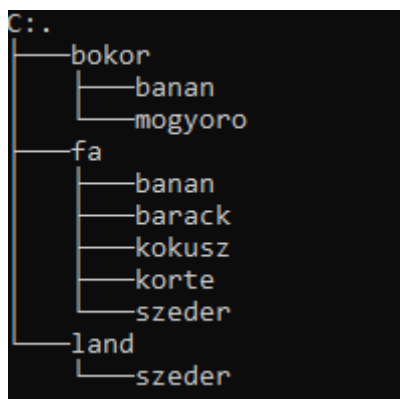 C:.
├───bokor
│   ├───banan
│   └───mogyoro
├───fa
│   ├───banan
│   ├───barack
│   ├───kokusz
│   ├───korte
│   └───szeder
└───land
    └───szeder